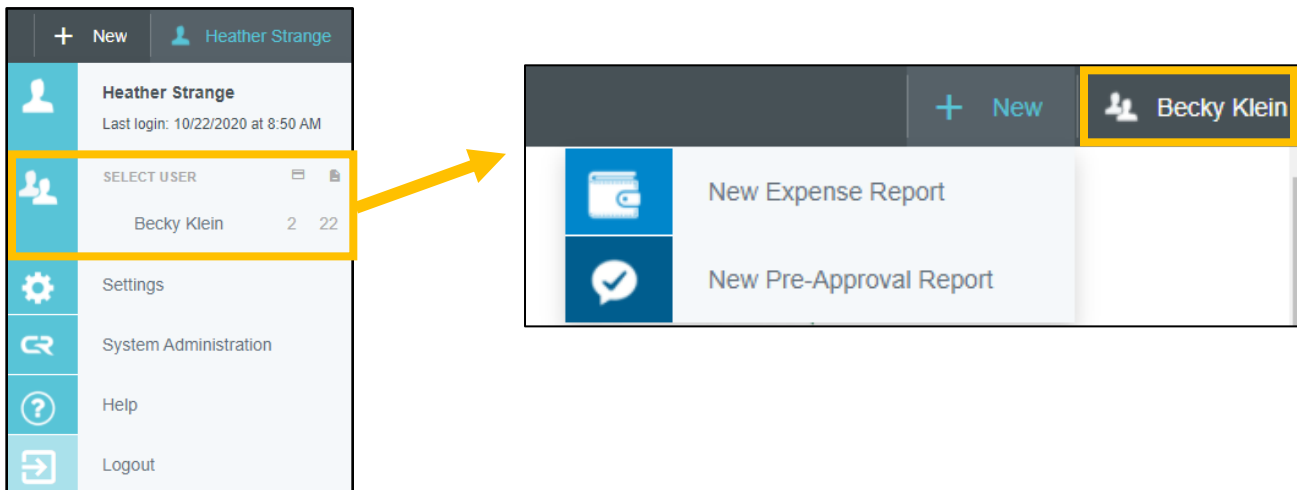 + New Heather Strange
Heather Strange
Last login: 10/22/2020 at 8:50 AM
SELECT USER
Becky Klein 2 22
Settings
System Administration
Help
Logout
+ New Becky Klein
New Expense Report
New Pre-Approval Report